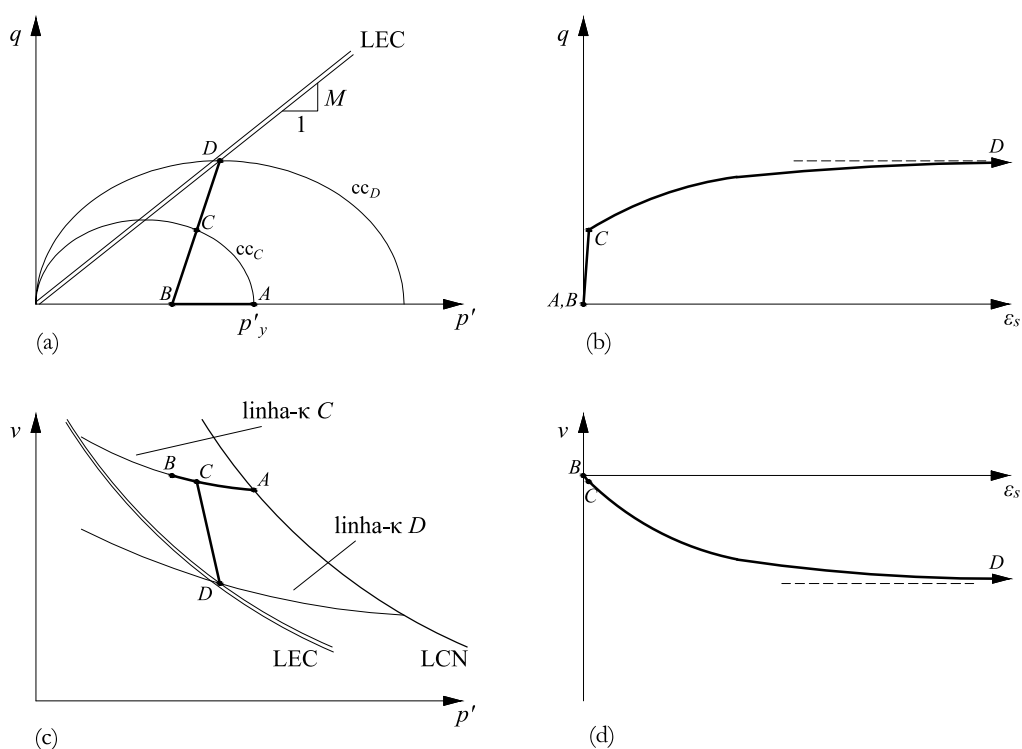 q
LEC
M
1
D
cc_D
C
cc_C
B
A
p'_y
p'
(a)
q
D
C
A,B
ε_s
(b)
v
linha-κ C
B
C
A
linha-κ D
D
LEC
LCN
p'
(c)
v
B
C
ε_s
D
(d)